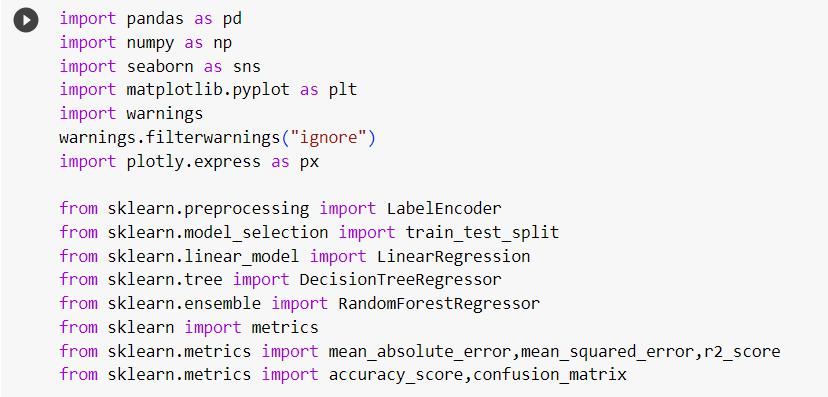 import pandas as pd
import numpy as np
import seaborn as sns
import matplotlib.pyplot as plt
import warnings
warnings.filterwarnings("ignore")
import plotly.express as px
from sklearn.preprocessing import LabelEncoder
from sklearn.model_selection import train_test_split
from sklearn.linear_model import LinearRegression
from sklearn.tree import DecisionTreeRegressor
from sklearn.ensemble import RandomForestRegressor
from sklearn import metrics
from sklearn.metrics import mean_absolute_error,mean_squared_error,r2_score
from sklearn.metrics import accuracy_score,confusion_matrix